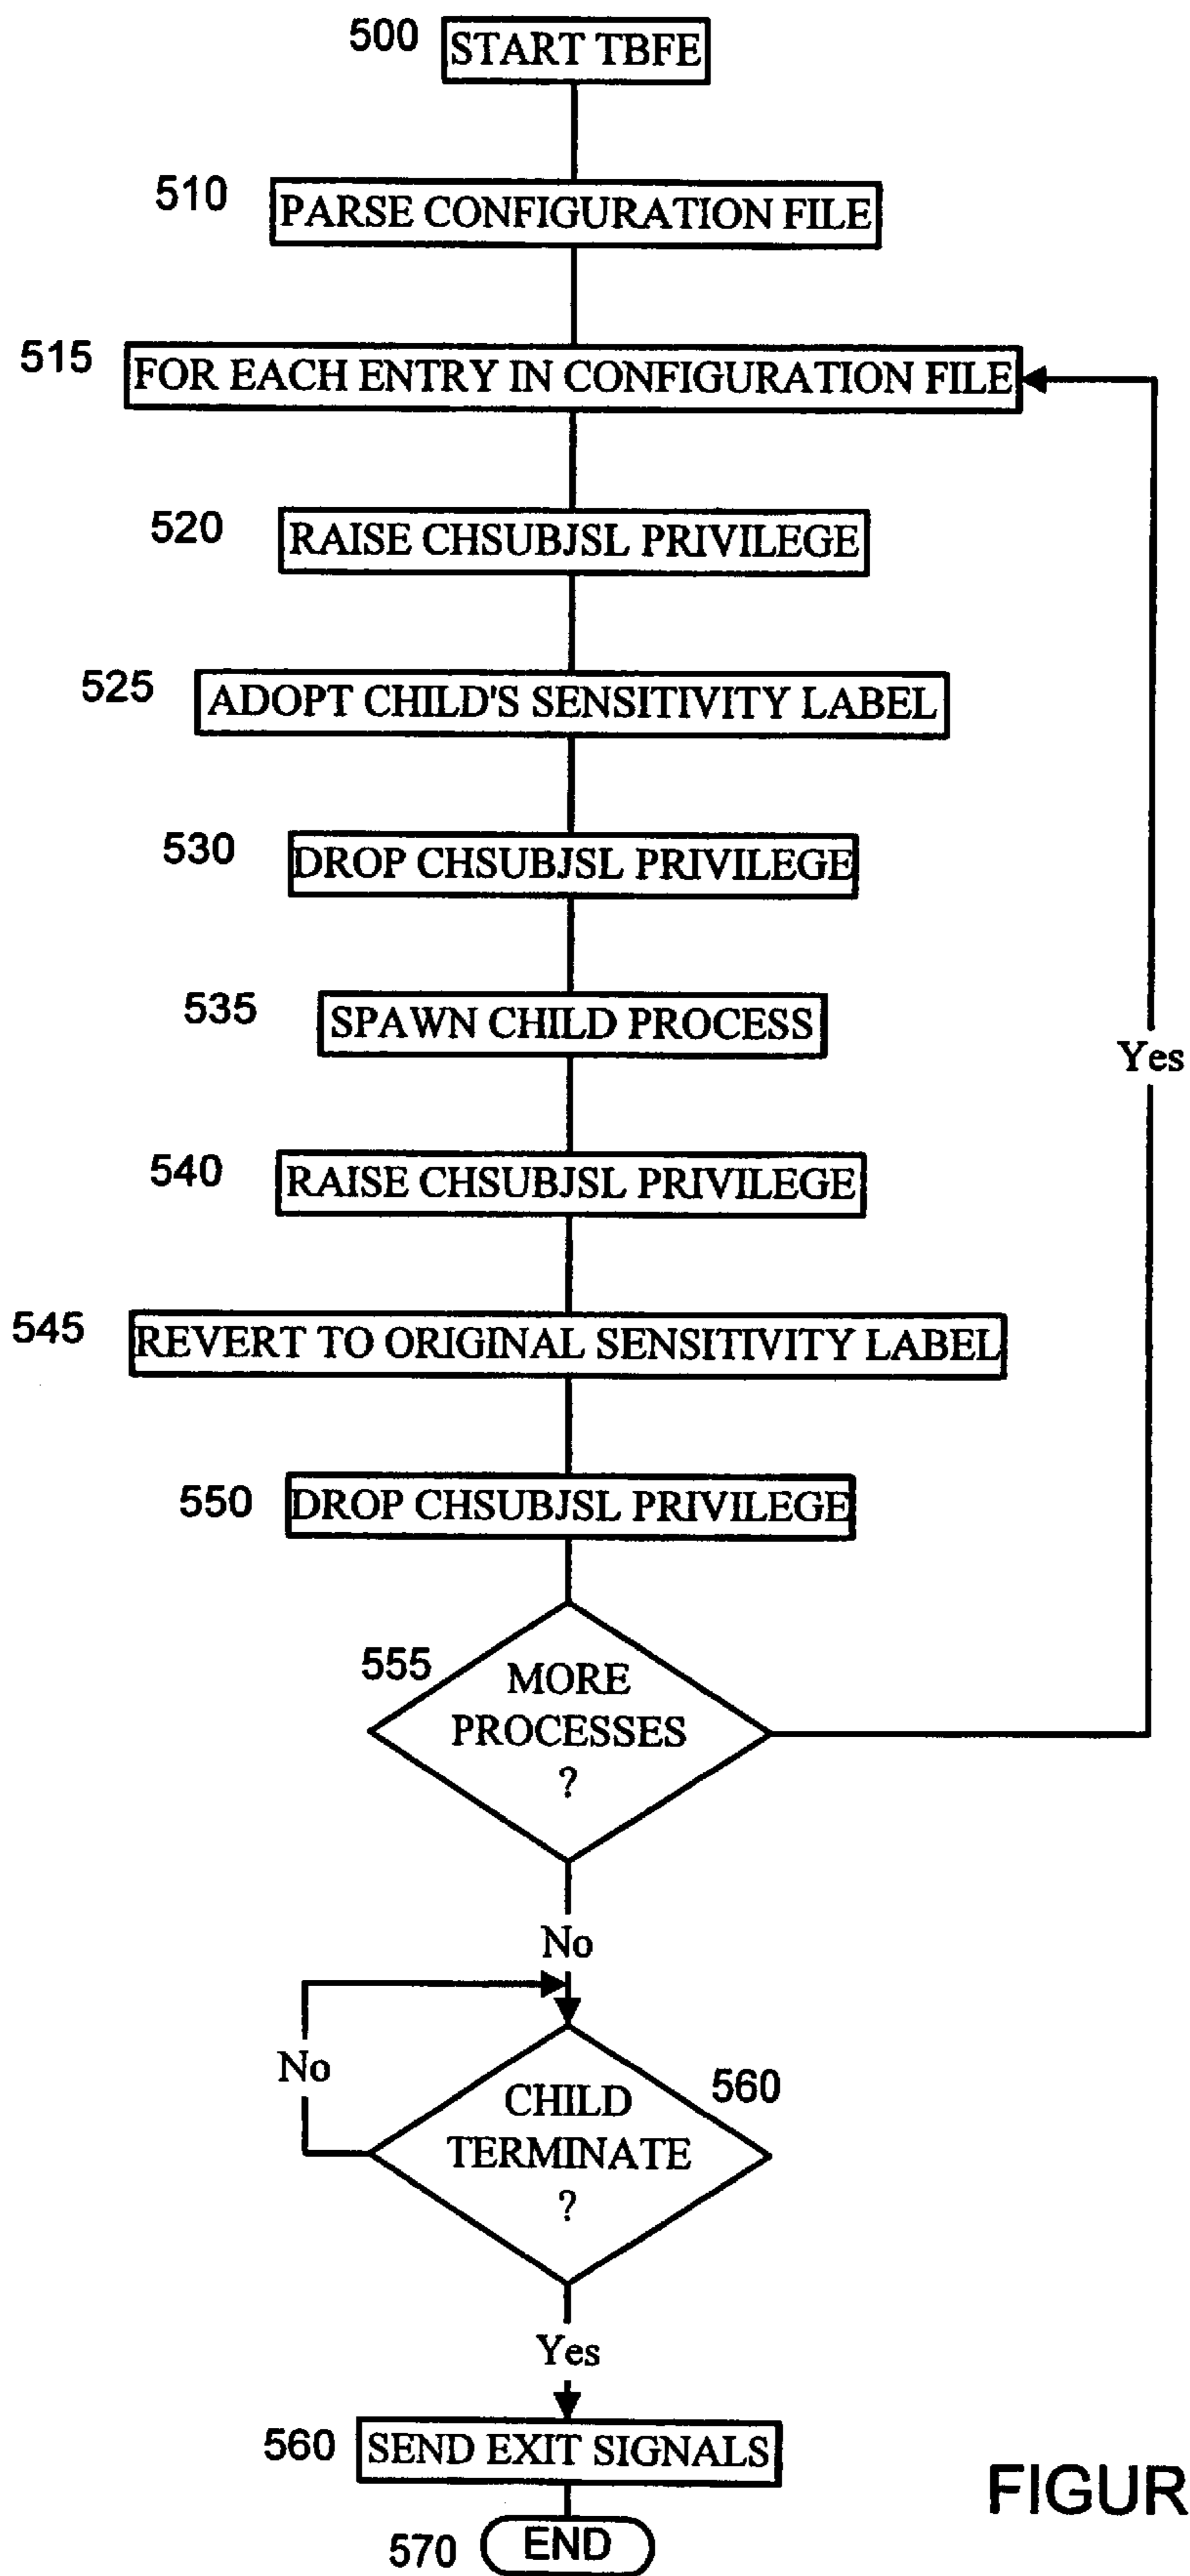 500 START TBFE
510 PARSE CONFIGURATION FILE
515 FOR EACH ENTRY IN CONFIGURATION FILE
520 RAISE CHSUBJSL PRIVILEGE
525 ADOPT CHILD'S SENSITIVITY LABEL
530 DROP CHSUBJSL PRIVILEGE
535 SPAWN CHILD PROCESS
Yes
540 RAISE CHSUBJSL PRIVILEGE
545 REVERT TO ORIGINAL SENSITIVITY LABEL
550 DROP CHSUBJSL PRIVILEGE
555 MORE
PROCESSES
?
No
No
560
CHILD
TERMINATE
?
Yes
560 SEND EXIT SIGNALS
570 END
FIGUR